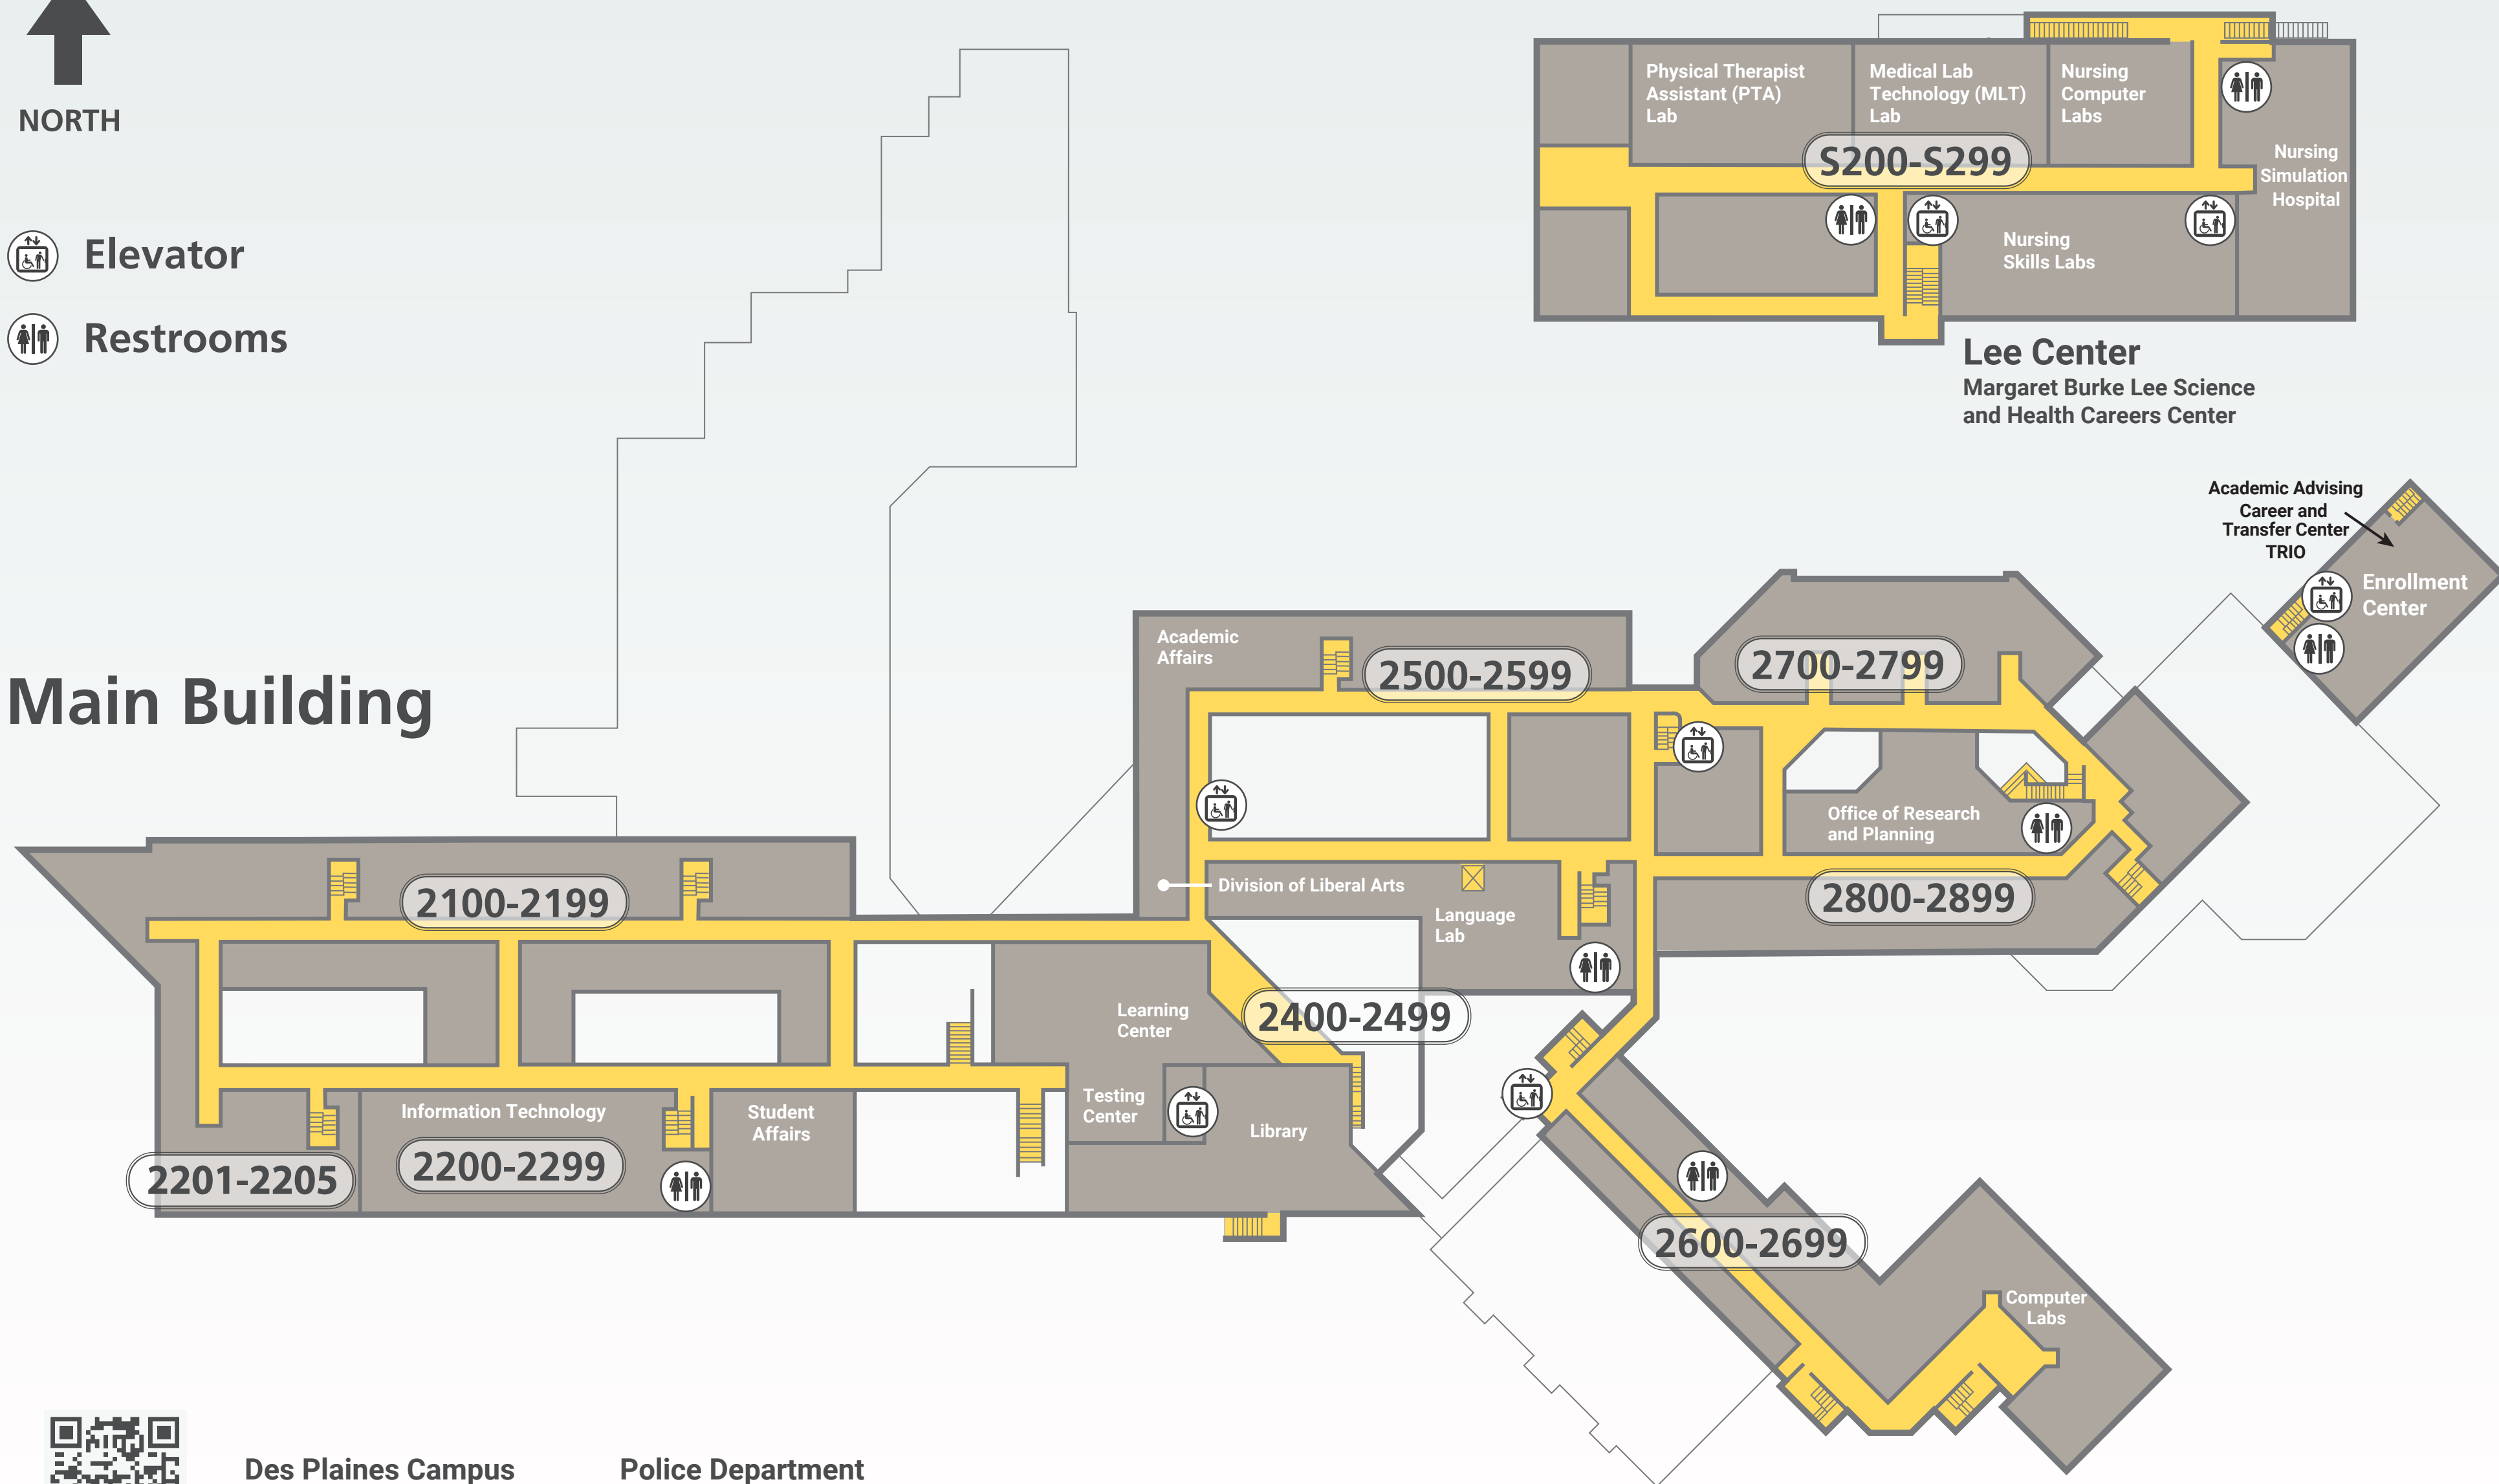 NORTH
Elevator
Restrooms
Physical Therapist
Assistant (PTA)
Lab
Medical Lab
Technology (MLT)
Lab
Nursing
Computer
Labs
S200-S299
Nursing
Simulation
Hospital
Nursing
Skills Labs
Lee Center
Margaret Burke Lee Science
and Health Careers Center
Academic Advising
Career and
Transfer Center
TRIO
Enrollment
Center
Main Building
Academic
Affairs
2500-2599
2700-2799
Office of Research
and Planning
Division of Liberal Arts
2100-2199
2800-2899
Language
Lab
Learning
Center
2400-2499
Testing
Center
Information Technology
Student
Affairs
Library
2201-2205
2200-2299
2600-2699
Computer
Labs
Des Plaines Campus
Police Department